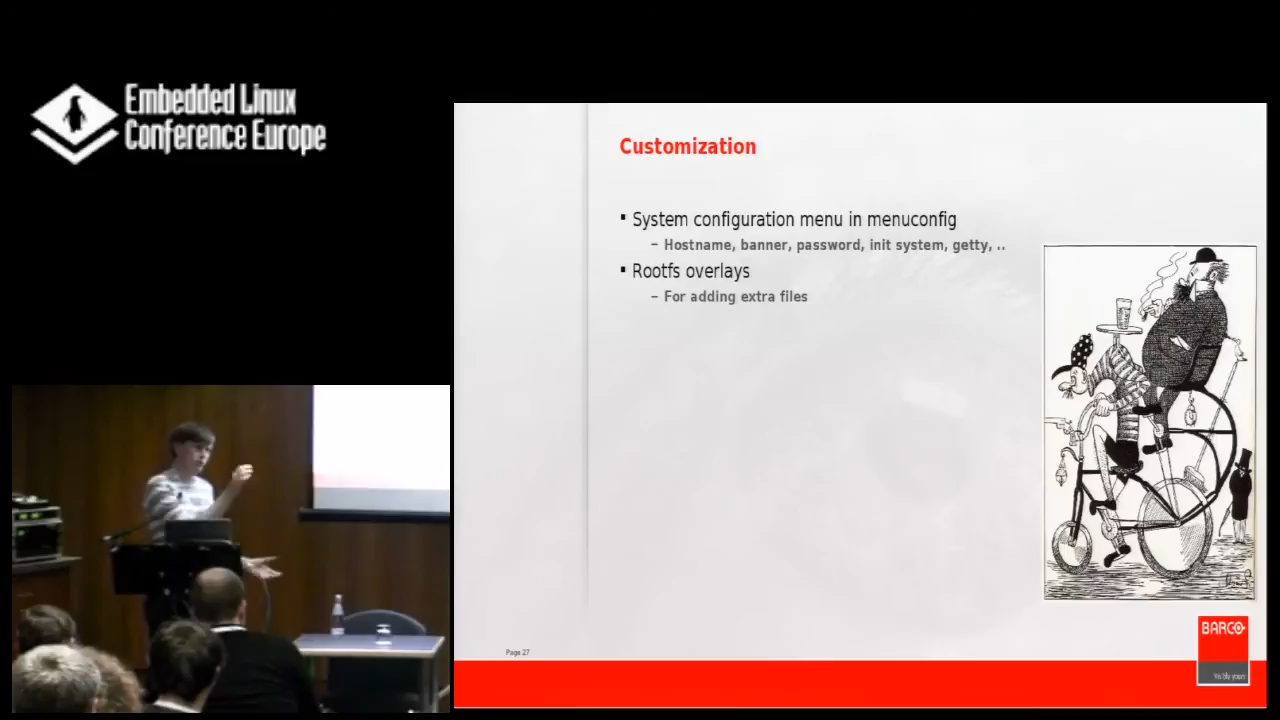 Embedded Linux
Conference Europe
Customization
System configuration menu in menuconfig
– Hostname, banner, password, init system, getty, ..
Rootfs overlays
– For adding extra files
BARCO
Page 27